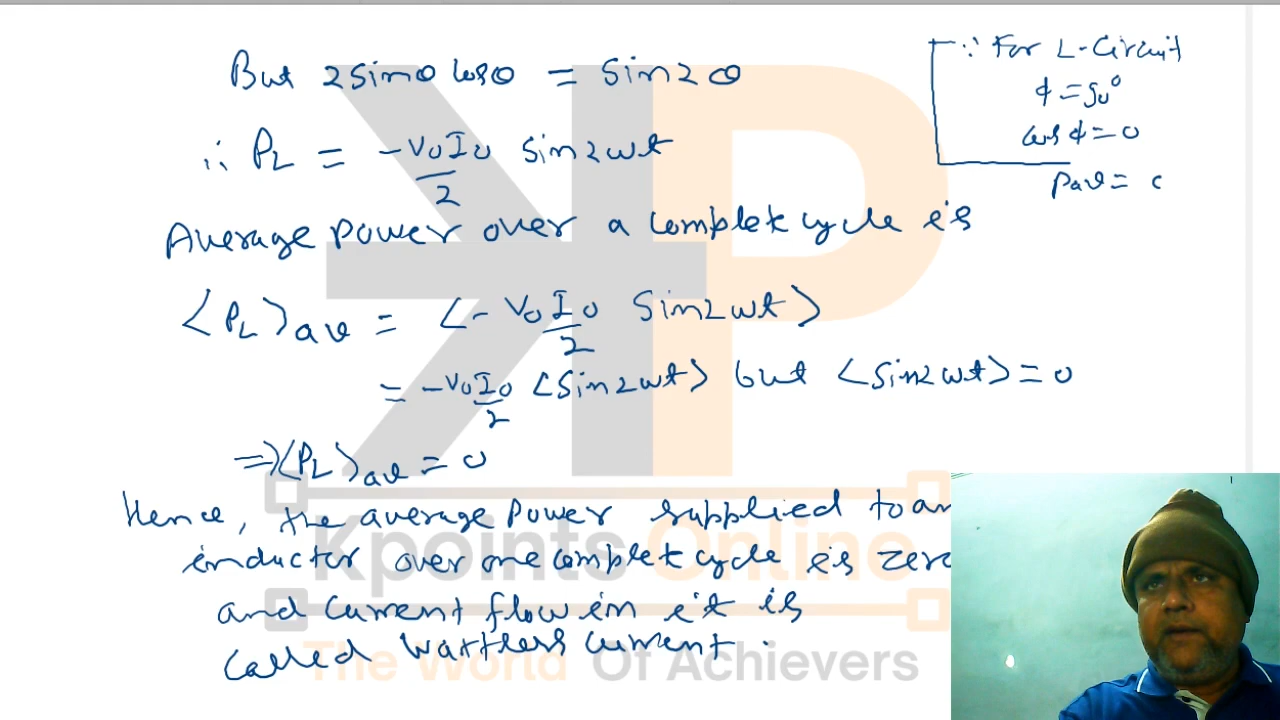 But 2sinθ cosθ = sin2θ
∴ PL = -V0I0/2 sin2ωt
Average power over a complete cycle is
<PL>av = <- V0I0/2 sin2ωt>
= -V0I0/2 <sin2ωt> but <sin2ωt> = 0
=> <PL>av = 0
Hence, the average power supplied to an
inductor over one complete cycle is zero
and current flow in it is
called wattless current.
∵ For L-Circuit
φ = 90°
cos φ = 0
Pav = 0
KP
Kpoints Online
The World Of Achievers